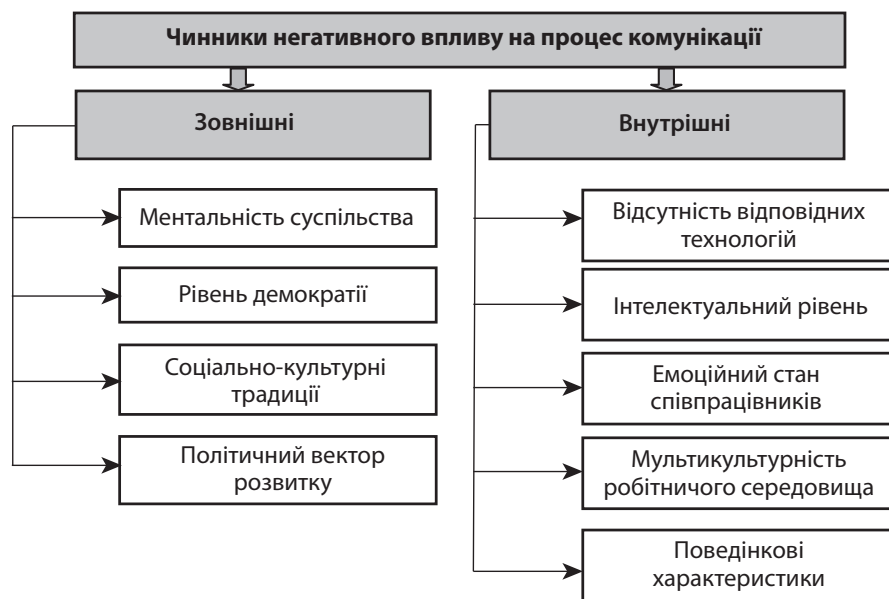 Чинники негативного впливу на процес комунікації
Зовнішні
Ментальність суспільства
Рівень демократії
Соціально-культурні
традиції
Політичний вектор
розвитку
Внутрішні
Відсутність відповідних
технологій
Інтелектуальний рівень
Емоційний стан
співпрацівників
Мультикультурність
робітничого середовища
Поведінкові
характеристики